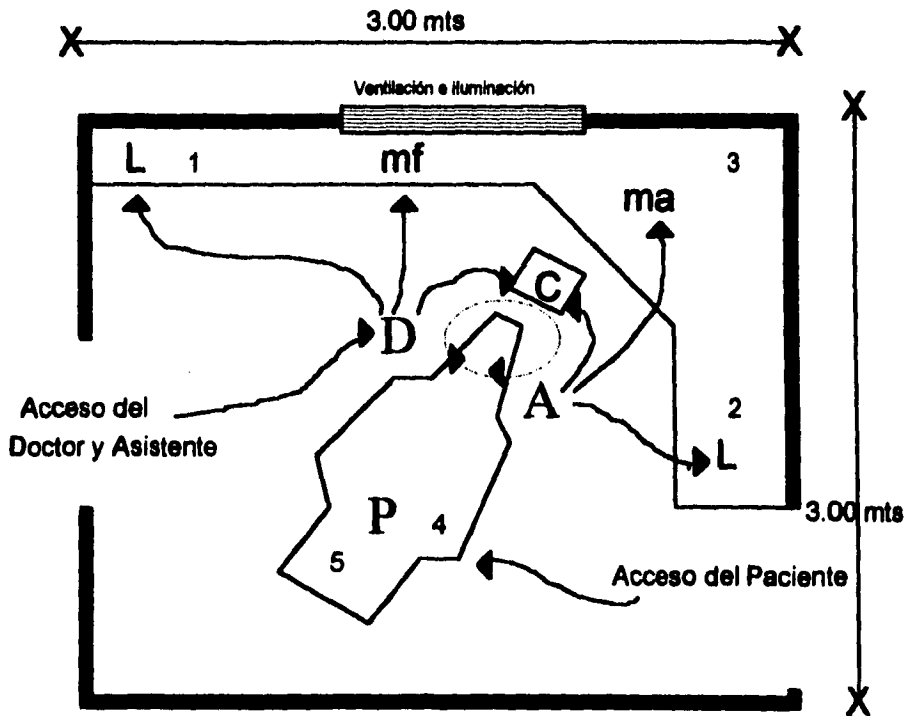 3.00 mts
Ventilación e iluminación
L 1 mf 3
ma
C
D
A
Acceso del
Doctor y Asistente
2
L
P 4
3.00 mts
5
Acceso del Paciente